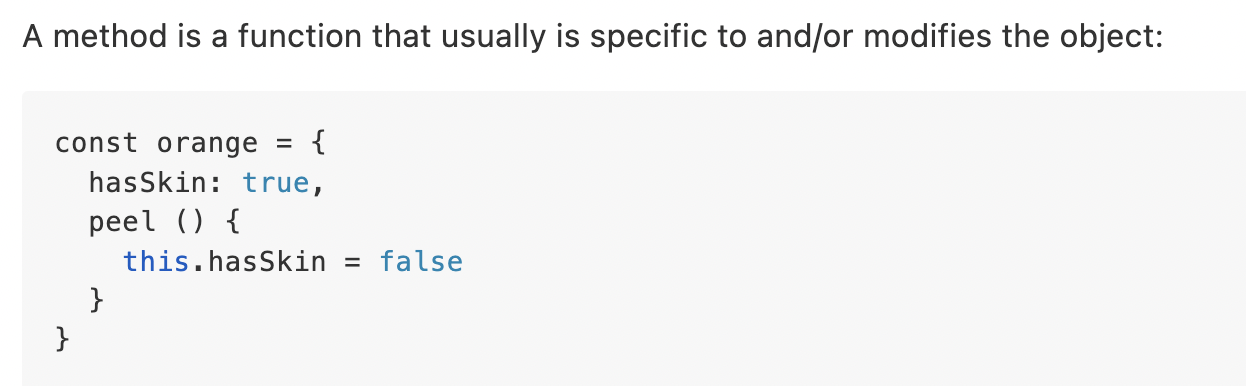 A method is a function that usually is specific to and/or modifies the object:
const orange = {
  hasSkin: true,
  peel () {
    this.hasSkin = false
  }
}